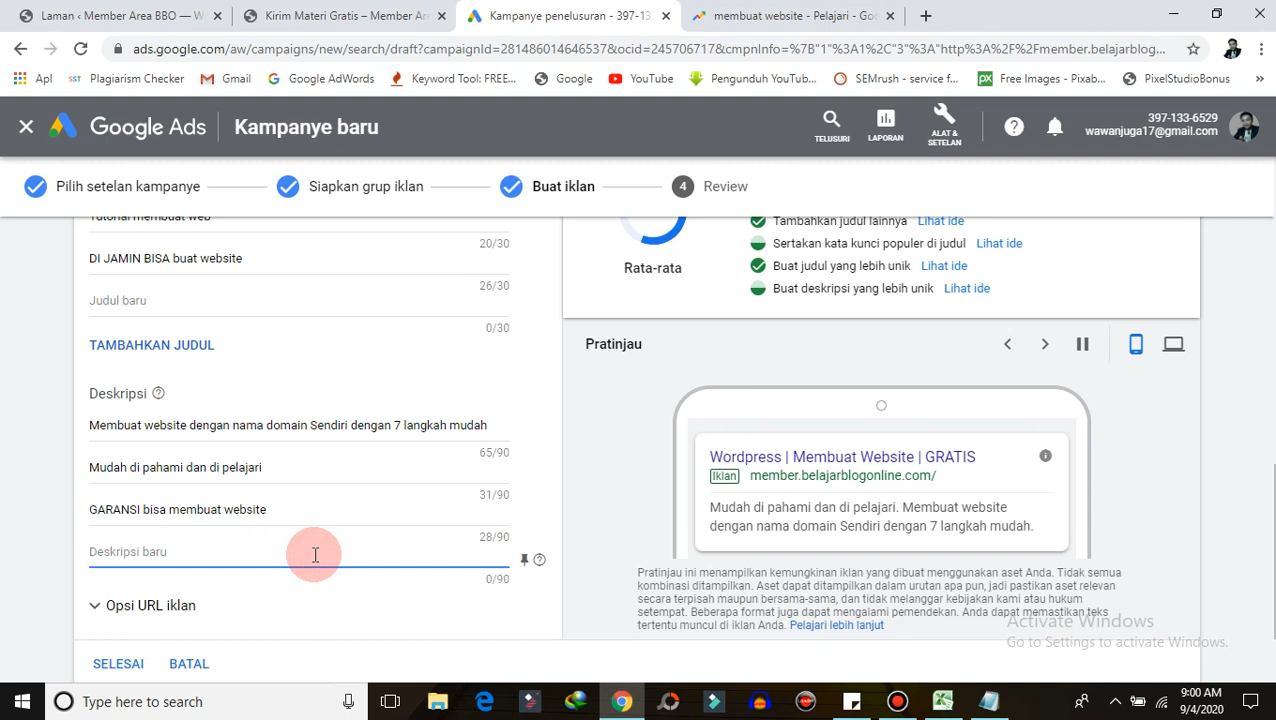 Laman ‹ Member Area BBO — W
Kirim Materi Gratis – Member Are
Kampanye penelusuran - 397-13
membuat website - Pelajari - Goo
ads.google.com/aw/campaigns/new/search/draft?campaignId=281486014646537&ocid=245706717&cmpnInfo=%7B"1"%3A1%2C"3"%3A"http%3A%2F%2Fmember.belajarblog...
Apl
SST Plagiarism Checker
Gmail
Google AdWords
Keyword Tool: FREE...
Google
YouTube
Pengunduh YouTub...
SEmrush - service f...
px Free Images - Pixab...
PixelStudioBonus
»
Google Ads
Kampanye baru
TELUSURI
LAPORAN
ALAT & SETELAN
397-133-6529
wawanjuga17@gmail.com
Pilih setelan kampanye
Siapkan grup iklan
Buat iklan
4 Review
Tutorial membuat web
20/30
DI JAMIN BISA buat website
26/30
Judul baru
0/30
TAMBAHKAN JUDUL
Deskripsi
Membuat website dengan nama domain Sendiri dengan 7 langkah mudah
65/90
Mudah di pahami dan di pelajari
31/90
GARANSI bisa membuat website
28/90
Deskripsi baru
0/90
Opsi URL iklan
SELESAI BATAL
Rata-rata
Tambahkan judul lainnya Lihat ide
Sertakan kata kunci populer di judul Lihat ide
Buat judul yang lebih unik Lihat ide
Buat deskripsi yang lebih unik Lihat ide
Pratinjau
Wordpress | Membuat Website | GRATIS
Iklan member.belajarblogonline.com/
Mudah di pahami dan di pelajari. Membuat website
dengan nama domain Sendiri dengan 7 langkah mudah.
Pratinjau ini menampilkan kemungkinan iklan yang dibuat menggunakan aset Anda. Tidak semua
kombinasi ditampilkan. Aset dapat ditampilkan dalam urutan apa pun, jadi pastikan aset relevan
secara terpisah maupun bersama-sama, dan tidak melanggar kebijakan kami atau hukum
setempat. Beberapa format juga dapat mengalami pemendekan. Anda dapat memastikan teks
tertentu muncul di iklan Anda. Pelajari lebih lanjut
Activate Windows
Go to Settings to activate Windows.
Type here to search
9:00 AM
9/4/2020